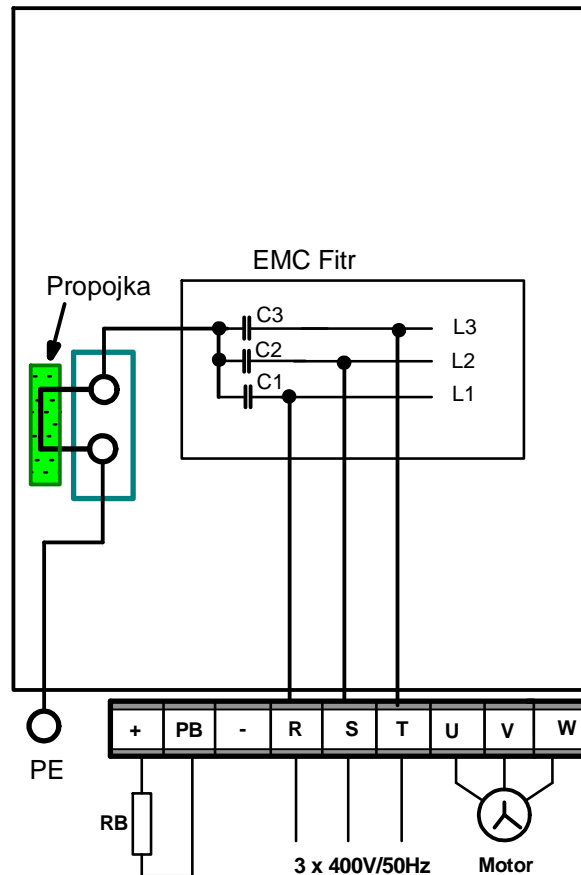 EMC Fitr
Propojka
C3
L3
C2
L2
C1
L1
+ PB - R S T U V W
PE
RB
3 x 400V/50Hz
Motor